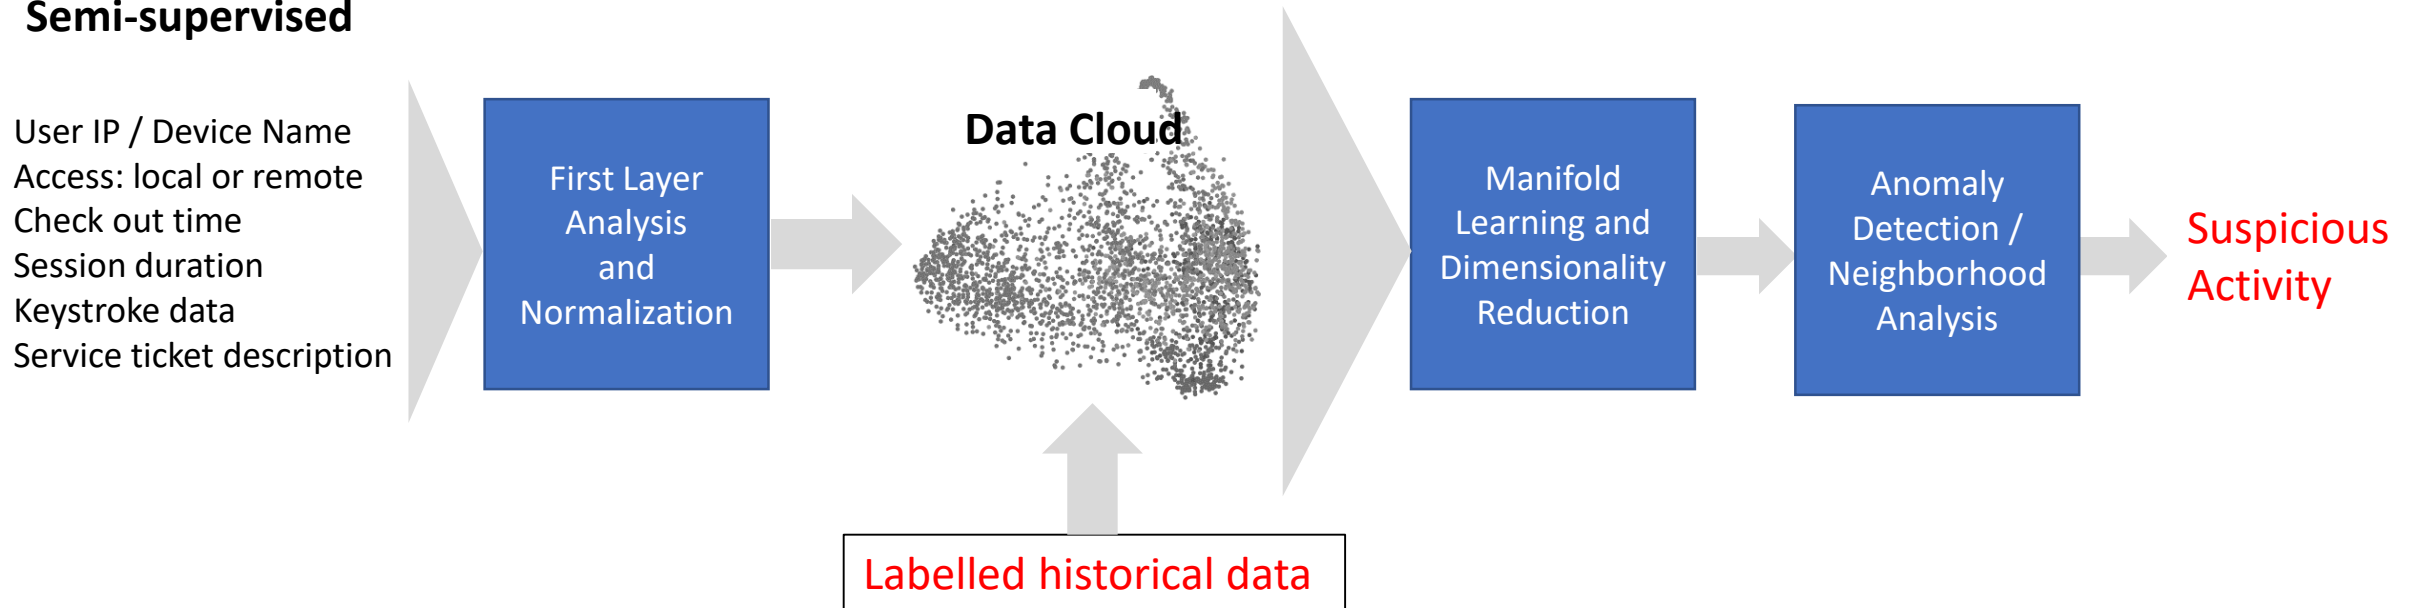 Semi-supervised
User IP / Device Name
Access: local or remote
Check out time
Session duration
Keystroke data
Service ticket description
First Layer
Analysis
and
Normalization
Data Cloud
Labelled historical data
Manifold
Learning and
Dimensionality
Reduction
Anomaly
Detection /
Neighborhood
Analysis
Suspicious
Activity